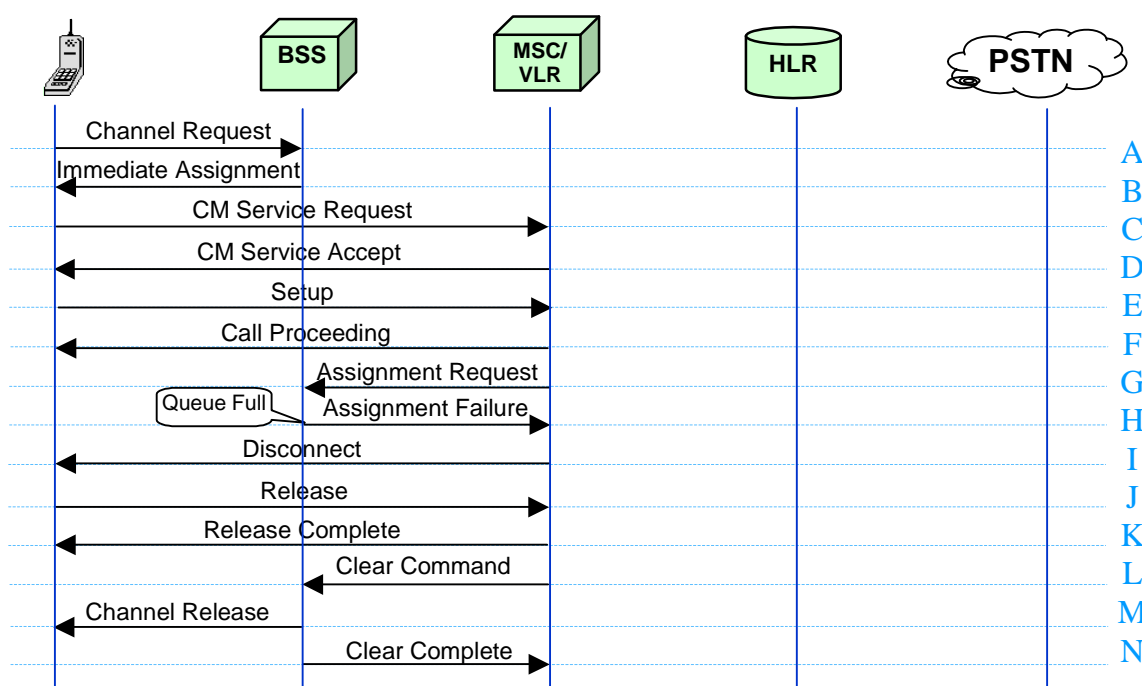 BSS
MSC/
VLR
HLR
PSTN
Channel Request
A
Immediate Assignment
B
CM Service Request
C
CM Service Accept
D
Setup
E
Call Proceeding
F
Assignment Request
G
Queue Full
Assignment Failure
H
Disconnect
I
Release
J
Release Complete
K
Clear Command
L
Channel Release
M
Clear Complete
N